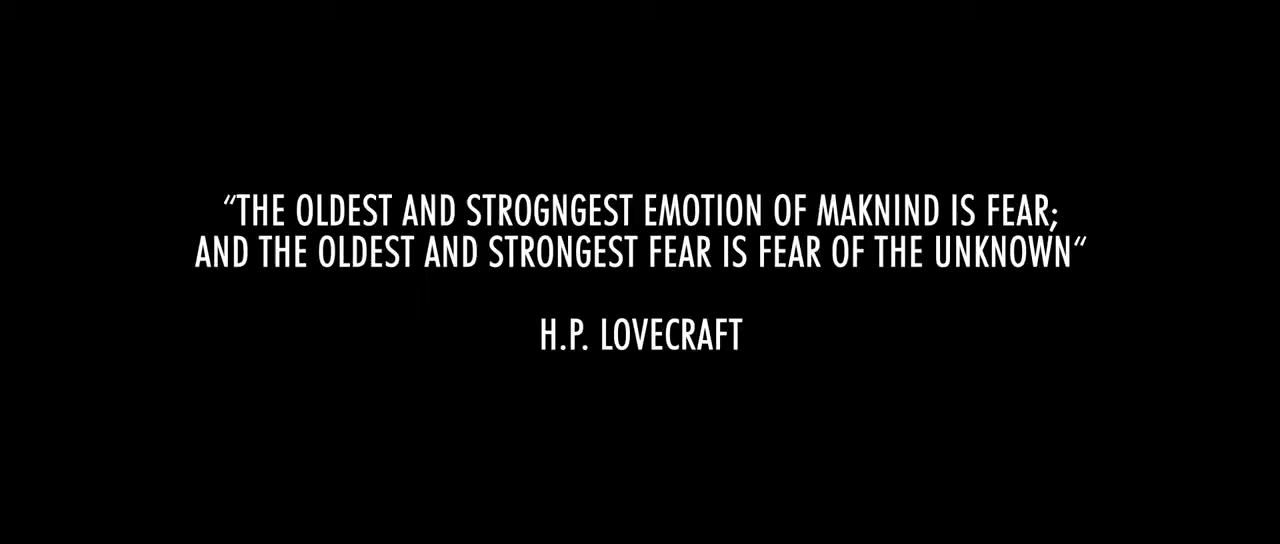 “THE OLDEST AND STROGNGEST EMOTION OF MAKNIND IS FEAR;
AND THE OLDEST AND STRONGEST FEAR IS FEAR OF THE UNKNOWN“
H.P. LOVECRAFT